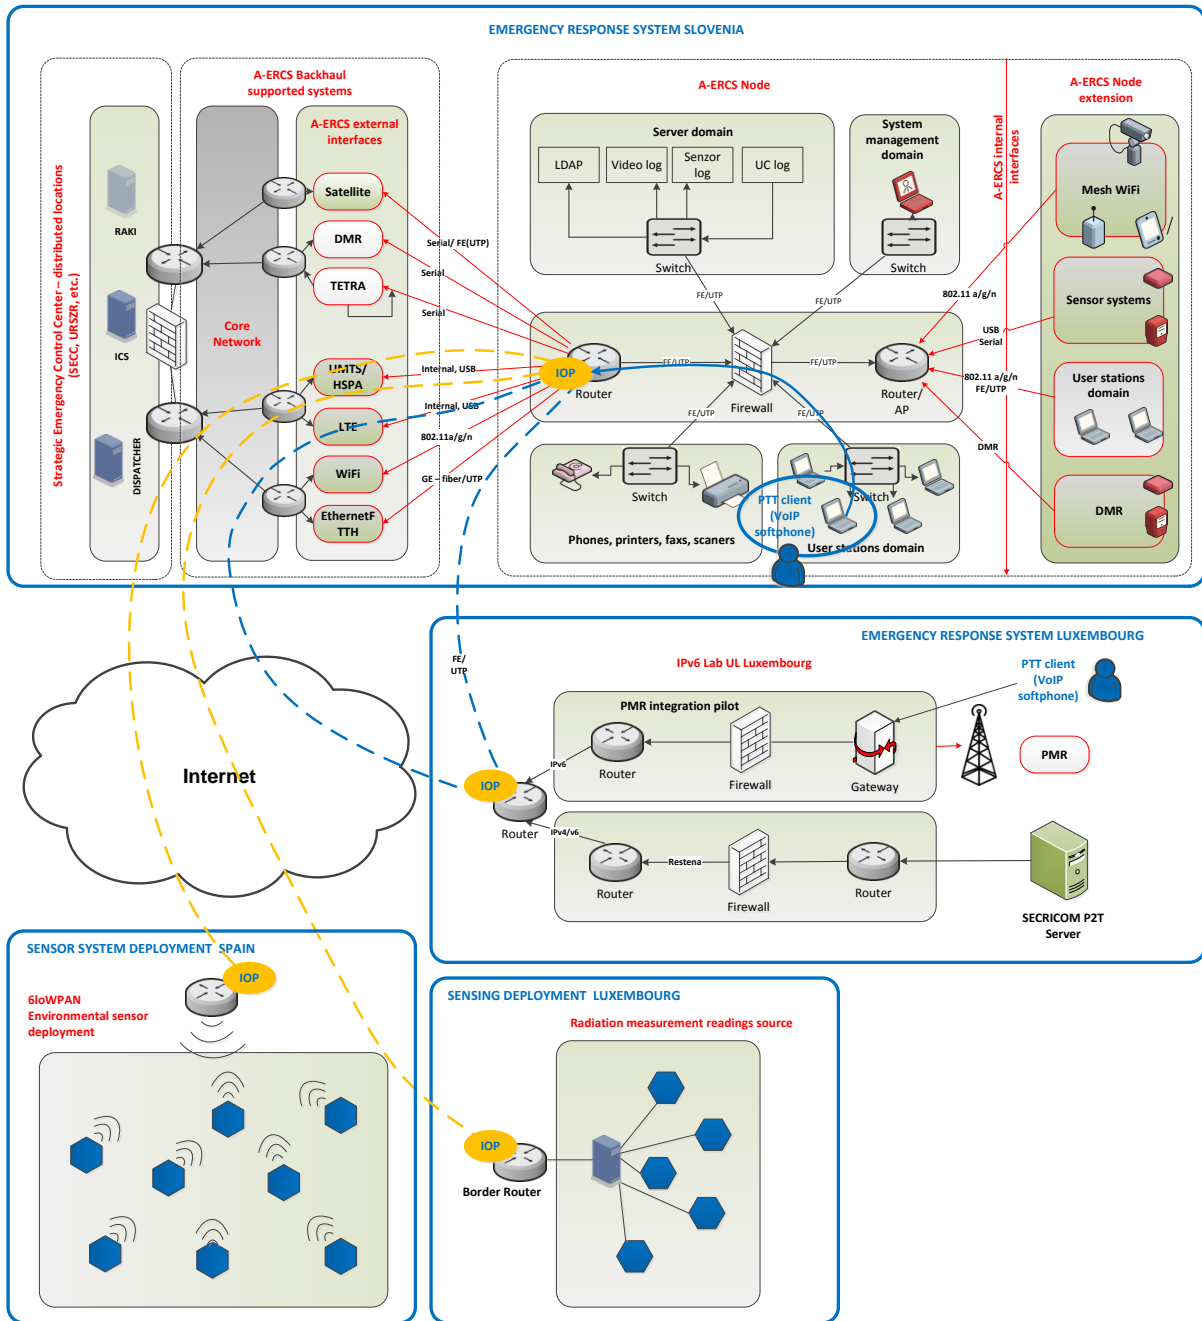 EMERGENCY RESPONSE SYSTEM SLOVENIA
Strategic Emergency Control Center – distributed locations
(SECC, URSZR, etc.)
RAKI
ICS
DISPATCHER
A-ERCS Backhaul
supported systems
Core
Network
A-ERCS external
interfaces
Satellite
DMR
TETRA
UMTS/
HSPA
LTE
WiFi
EthernetF
TTH
Serial/ FE(UTP)
Serial
Serial
Internal, USB
Internal, USB
802.11a/g/n
GE – fiber/UTP
A-ERCS Node
Server domain
LDAP
Video log
Senzor
log
UC log
Switch
System
management
domain
Switch
FE/UTP
FE/UTP
IOP
Router
FE/UTP
Firewall
FE/UTP
Router/
AP
FE/UTP
FE/UTP
Switch
Phones, printers, faxs, scaners
Switch
PTT client
(VoIP
softphone)
User stations domain
A-ERCS internal
interfaces
802.11 a/g/n
USB
Serial
802.11 a/g/n
FE/UTP
DMR
A-ERCS Node
extension
Mesh WiFi
Sensor systems
User stations
domain
DMR
FE/
UTP
Internet
EMERGENCY RESPONSE SYSTEM LUXEMBOURG
IPv6 Lab UL Luxembourg
PTT client
(VoIP
softphone)
PMR integration pilot
Router
Firewall
Gateway
PMR
IPv6
IOP
Router
IPv4/v6
Router
Restena
Firewall
Router
SECRICOM P2T
Server
SENSOR SYSTEM DEPLOYMENT SPAIN
IOP
6loWPAN
Environmental sensor
deployment
SENSING DEPLOYMENT LUXEMBOURG
Radiation measurement readings source
IOP
Border Router